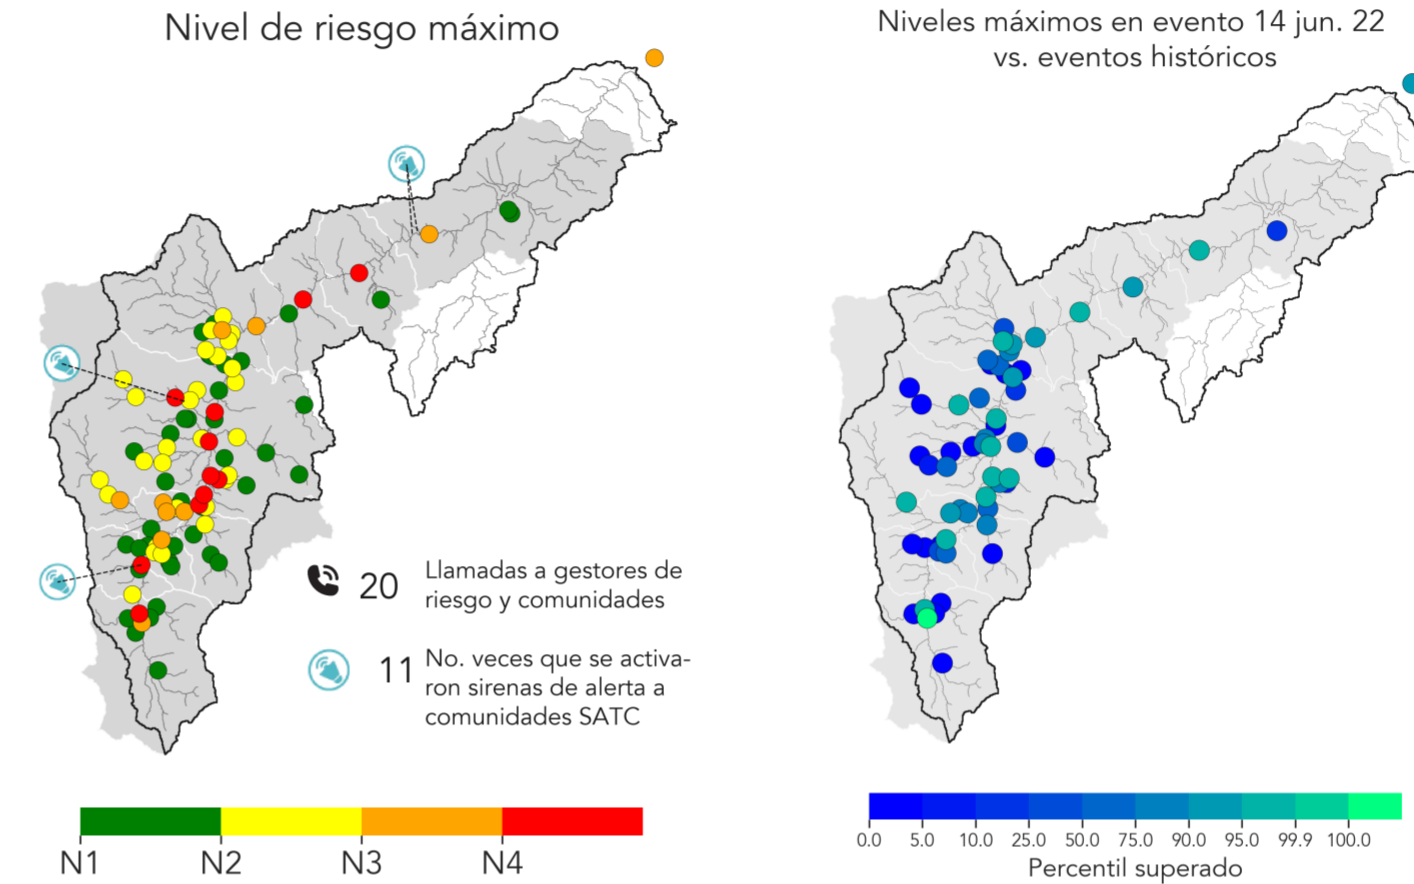 Nivel de riesgo máximo
20
Llamadas a gestores de
riesgo y comunidades
11
No. veces que se activa-
ron sirenas de alerta a
comunidades SATC
N1 N2 N3 N4
Niveles máximos en evento 14 jun. 22
vs. eventos históricos
0.0 5.0 10.0 25.0 50.0 75.0 90.0 95.0 99.9 100.0
Percentil superado